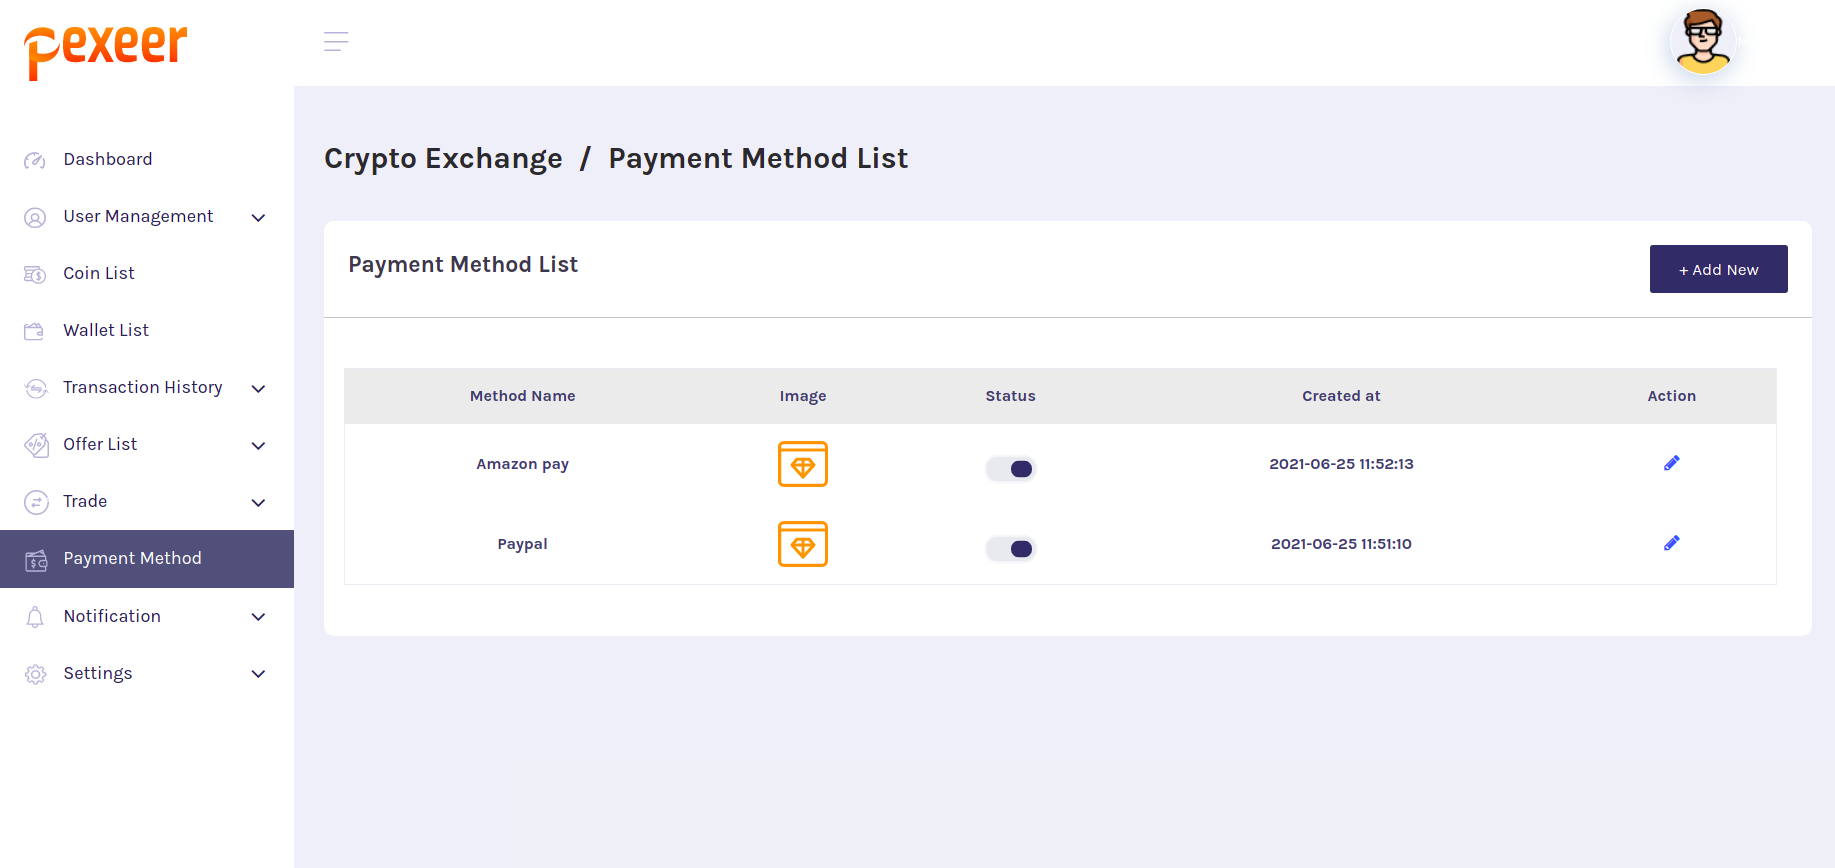 pexeer
Dashboard
User Management
Coin List
Wallet List
Transaction History
Offer List
Trade
Payment Method
Notification
Settings
Crypto Exchange / Payment Method List
Payment Method List
+ Add New
Method Name Image Status Created at Action
Amazon pay 2021-06-25 11:52:13
Paypal 2021-06-25 11:51:10